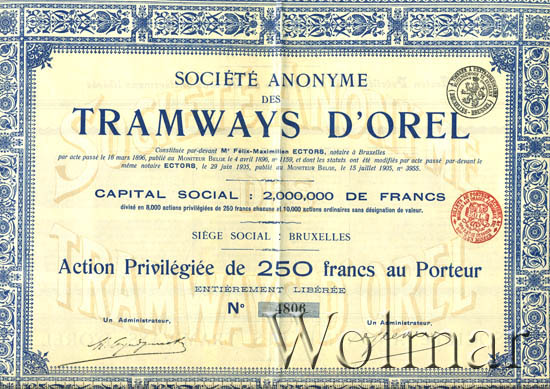 SOCIÉTÉ ANONYME
DES
TRAMWAYS D'OREL
Constituée par-devant Me Félix-Maximilien ECTORS, notaire à Bruxelles
par acte passé le 16 mars 1896, publié au MONITEUR BELGE le 4 avril 1896, no 1159, et dont les statuts ont été modifiés par acte passé par-devant le
même notaire ECTORS, le 29 juin 1905, publié au MONITEUR BELGE, le 15 juillet 1905, no 3955.
CAPITAL SOCIAL : 2,000,000 DE FRANCS
divisé en 8,000 actions privilégiées de 250 francs chacune et 10,000 actions ordinaires sans désignation de valeur.
SIÈGE SOCIAL : BRUXELLES
Action Privilégiée de 250 francs au Porteur
ENTIÈREMENT LIBÉRÉE
No 4806
Un Administrateur,
Un Administrateur,
Wolmar